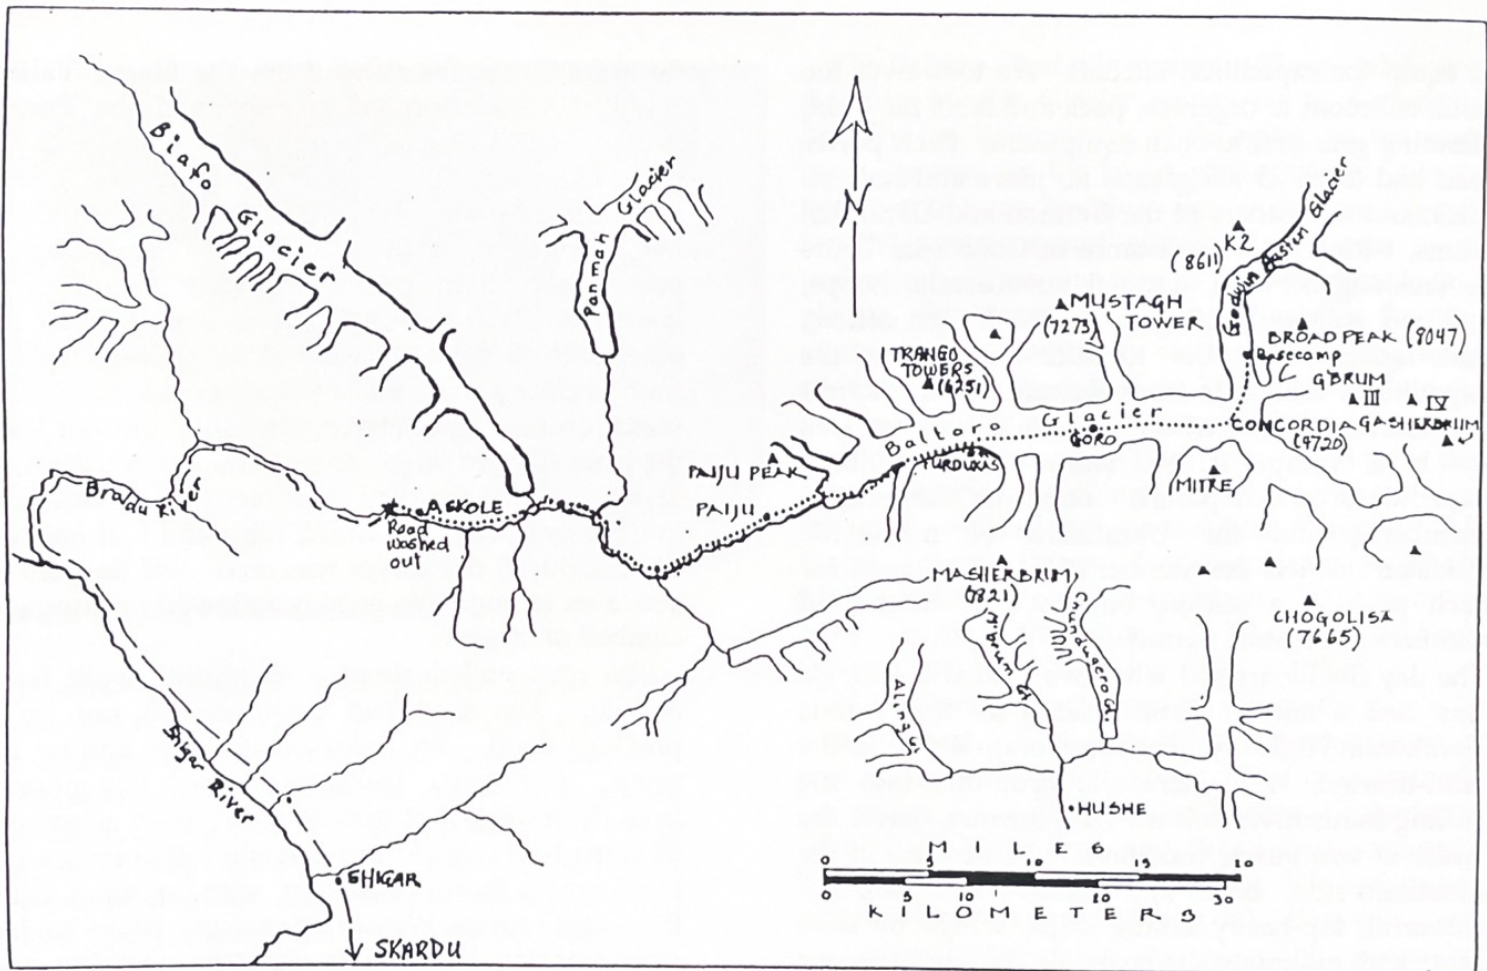 Biafo
Glacier
Panmah
Glacier
N
K2
(8611)
Godwin Austen Glacier
MUSTAGH
(7273) TOWER
BROAD PEAK (8047)
Basecamp
TRANGO
TOWERS
(6251)
G'BRUM
III
IV
CONCORDIA
(4720)
GASHERBRUM
Baltoro Glacier
GORO
URDUKAS
MITRE
PAIJU PEAK
PAIJU
Braldu River
ASKOLE
Road
washed
out
MASHERBRUM
(7821)
CHOGOLISA
(7665)
Aling Gl.
HUSHE
Shigar
River
SHIGAR
SKARDU
MILES
0 5 10 15 20
0 5 10 20 30
KILOMETERS